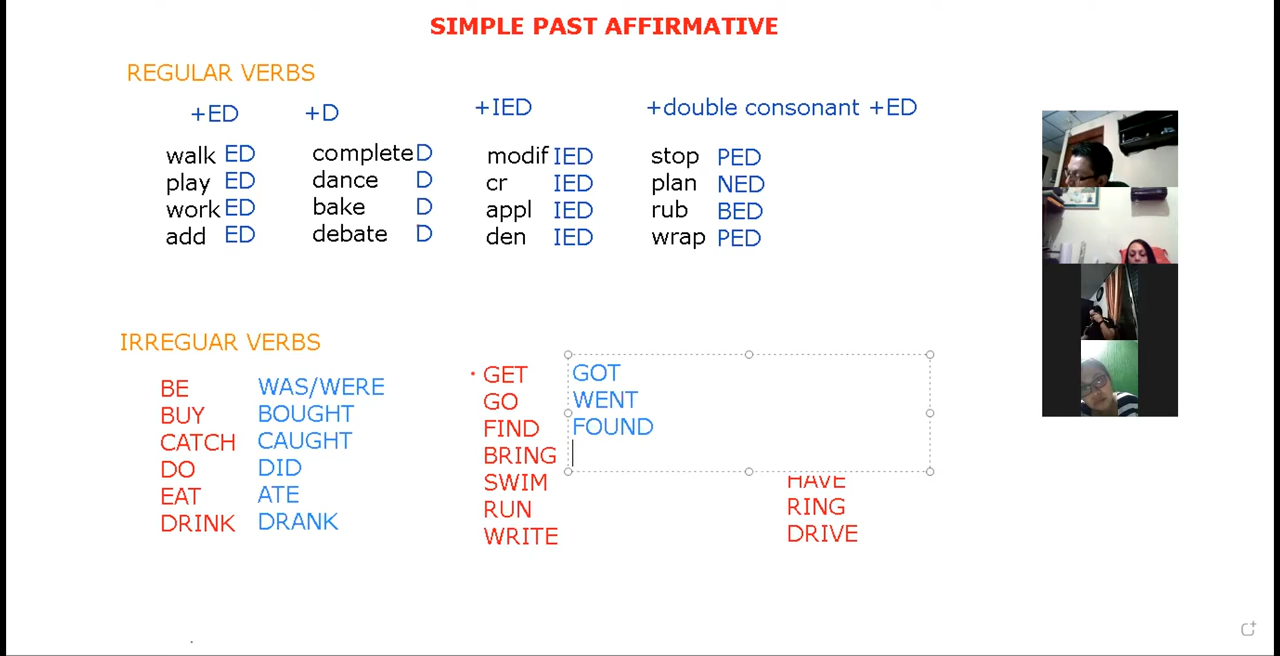 SIMPLE PAST AFFIRMATIVE
REGULAR VERBS
+ED +D +IED +double consonant +ED
walk ED complete D modif IED stop PED
play ED dance D cr IED plan NED
work ED bake D appl IED rub BED
add ED debate D den IED wrap PED
IRREGUAR VERBS
BE WAS/WERE
BUY BOUGHT
CATCH CAUGHT
DO DID
EAT ATE
DRINK DRANK
GET GOT
GO WENT
FIND FOUND
BRING
SWIM
RUN
WRITE
HAVE
RING
DRIVE